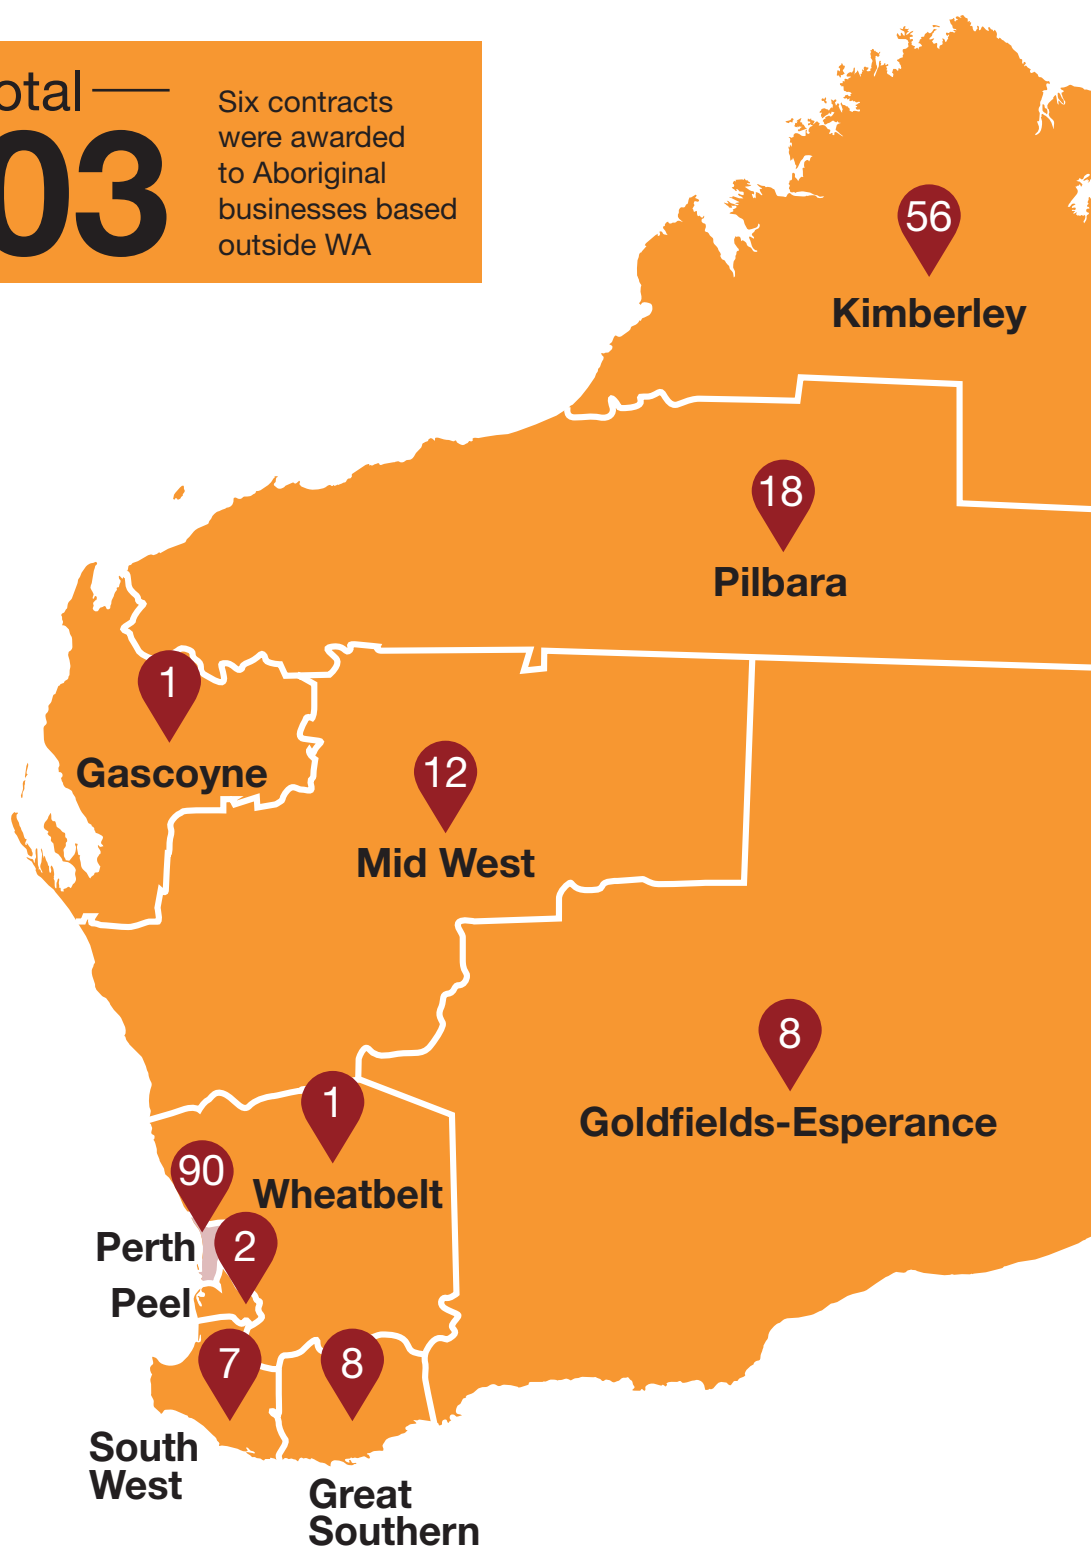 otal
03
Six contracts
were awarded
to Aboriginal
businesses based
outside WA
56
Kimberley
18
Pilbara
1
Gascoyne
12
Mid West
8
Goldfields-Esperance
1
Wheatbelt
90
Perth
2
Peel
7
South
West
8
Great
Southern